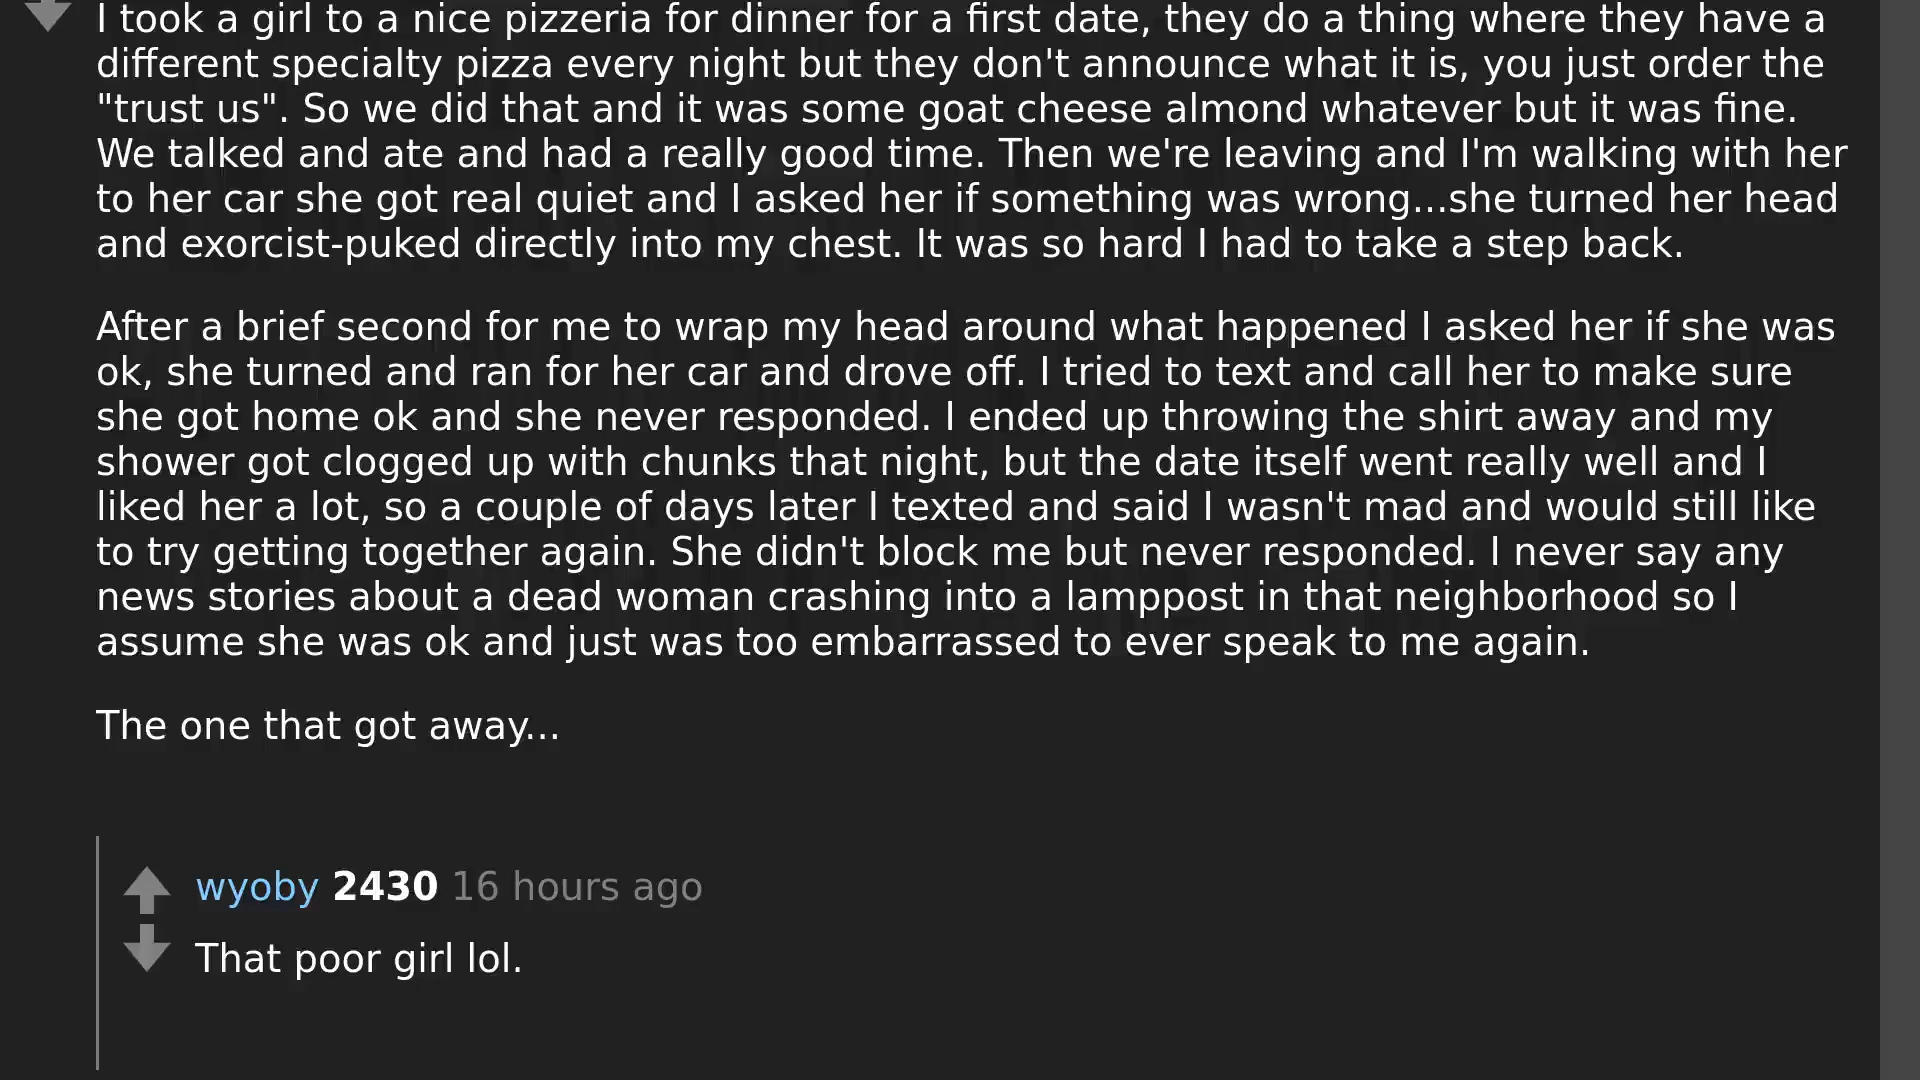 I took a girl to a nice pizzeria for dinner for a first date, they do a thing where they have a
different specialty pizza every night but they don't announce what it is, you just order the
"trust us". So we did that and it was some goat cheese almond whatever but it was fine.
We talked and ate and had a really good time. Then we're leaving and I'm walking with her
to her car she got real quiet and I asked her if something was wrong...she turned her head
and exorcist-puked directly into my chest. It was so hard I had to take a step back.
After a brief second for me to wrap my head around what happened I asked her if she was
ok, she turned and ran for her car and drove off. I tried to text and call her to make sure
she got home ok and she never responded. I ended up throwing the shirt away and my
shower got clogged up with chunks that night, but the date itself went really well and I
liked her a lot, so a couple of days later I texted and said I wasn't mad and would still like
to try getting together again. She didn't block me but never responded. I never say any
news stories about a dead woman crashing into a lamppost in that neighborhood so I
assume she was ok and just was too embarrassed to ever speak to me again.
The one that got away...
wyoby 2430 16 hours ago
That poor girl lol.